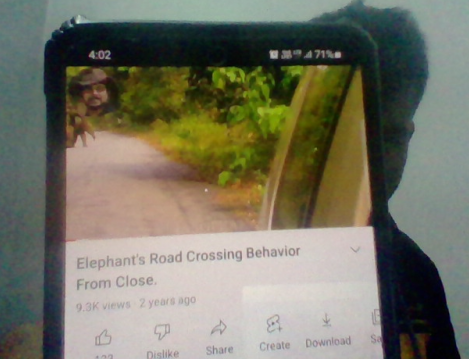 4:02 71%
Elephant's Road Crossing Behavior
From Close.
9.3K views 2 years ago
Dislike Share Create Download